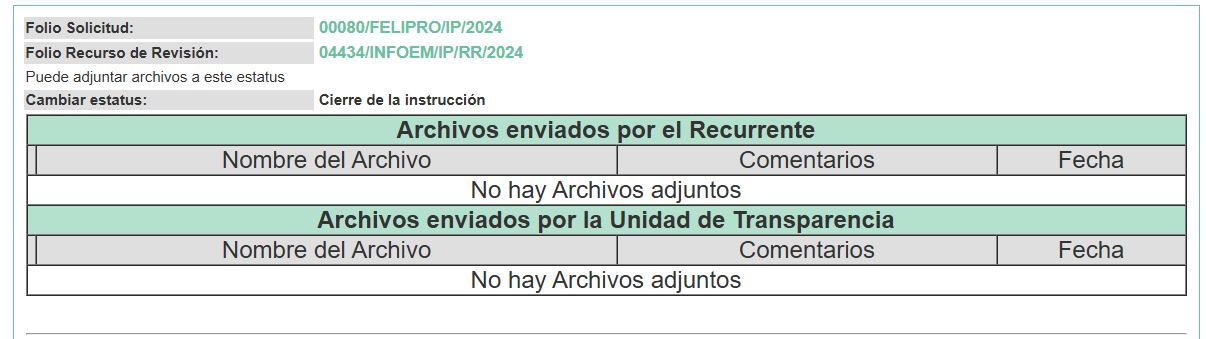 Folio Solicitud: 00080/FELIPRO/IP/2024
Folio Recurso de Revisión: 04434/INFOEM/IP/RR/2024
Puede adjuntar archivos a este estatus
Cambiar estatus: Cierre de la instrucción
Archivos enviados por el Recurrente
Nombre del Archivo Comentarios Fecha
No hay Archivos adjuntos
Archivos enviados por la Unidad de Transparencia
Nombre del Archivo Comentarios Fecha
No hay Archivos adjuntos